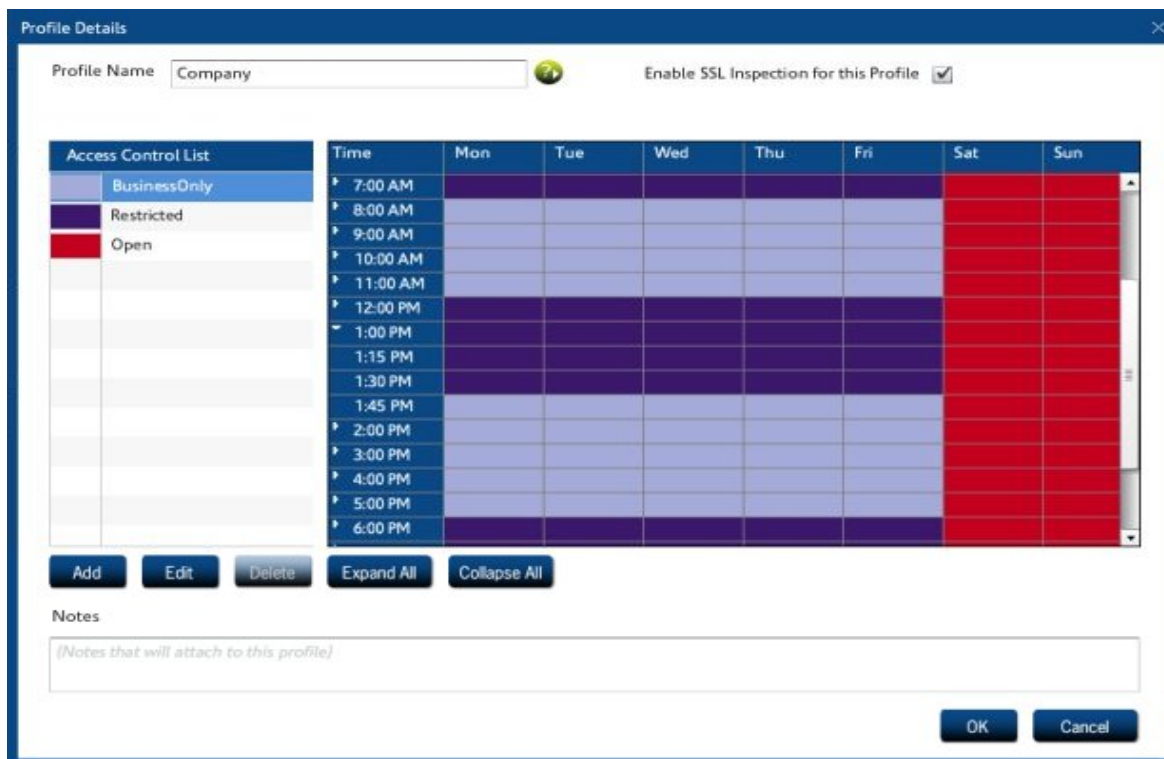 Profile Details
Profile Name Company Enable SSL Inspection for this Profile
Access Control List
BusinessOnly
Restricted
Open
Time Mon Tue Wed Thu Fri Sat Sun
7:00 AM
8:00 AM
9:00 AM
10:00 AM
11:00 AM
12:00 PM
1:00 PM
1:15 PM
1:30 PM
1:45 PM
2:00 PM
3:00 PM
4:00 PM
5:00 PM
6:00 PM
Add Edit Delete Expand All Collapse All
Notes
(Notes that will attach to this profile)
OK Cancel